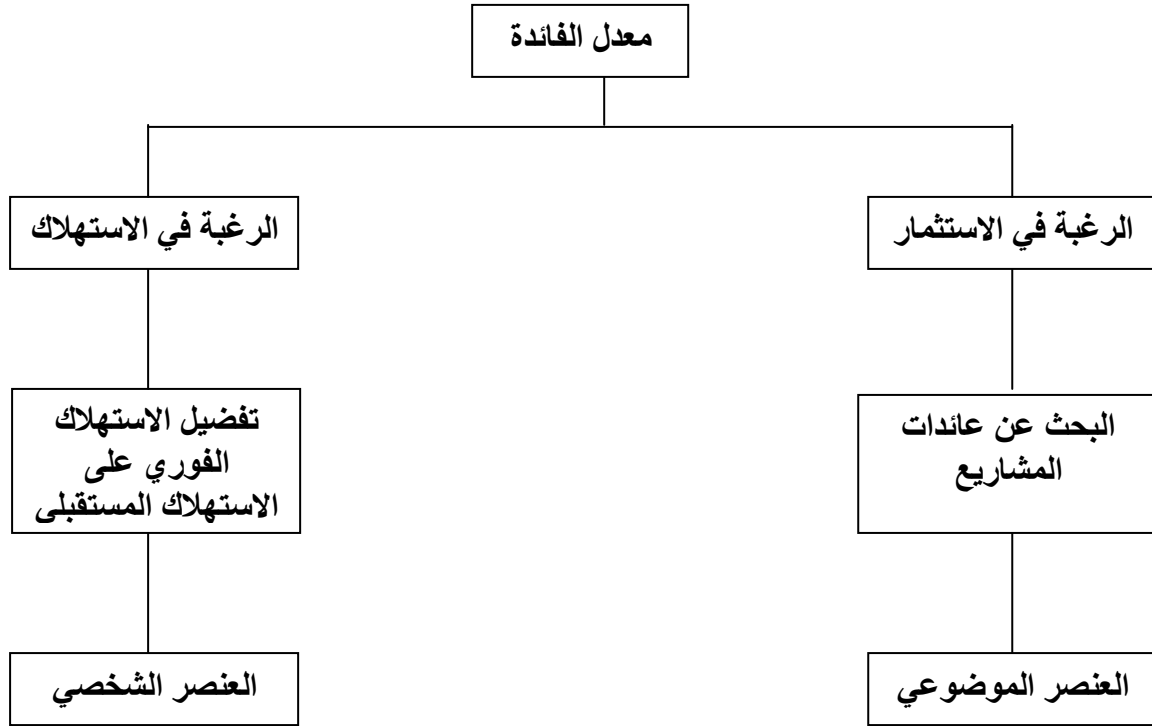 معدل الفائدة
الرغبة في الاستثمار
الرغبة في الاستهلاك
البحث عن عائدات
المشاريع
تفضيل الاستهلاك
الفوري على
الاستهلاك المستقبلي
العنصر الموضوعي
العنصر الشخصي